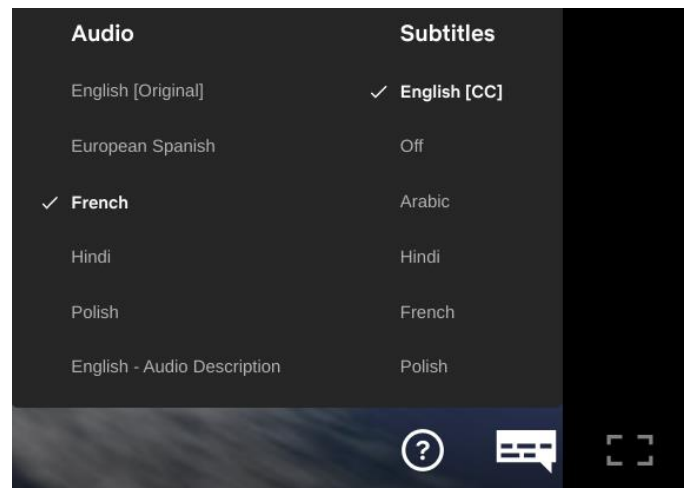 Audio
English [Original]
European Spanish
French
Hindi
Polish
English - Audio Description
Subtitles
English [CC]
Off
Arabic
Hindi
French
Polish
?